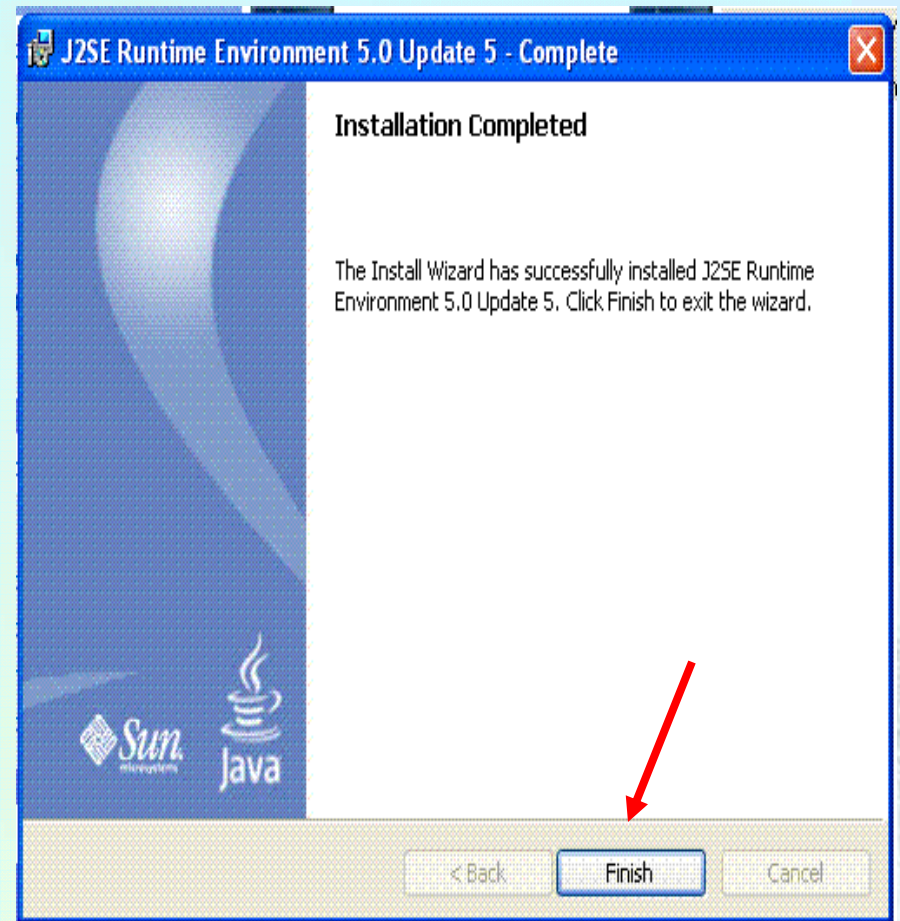 J2SE Runtime Environment 5.0 Update 5 - Complete
Installation Completed
The Install Wizard has successfully installed J2SE Runtime
Environment 5.0 Update 5. Click Finish to exit the wizard.
Sun
microsystems
Java
< Back
Finish
Cancel